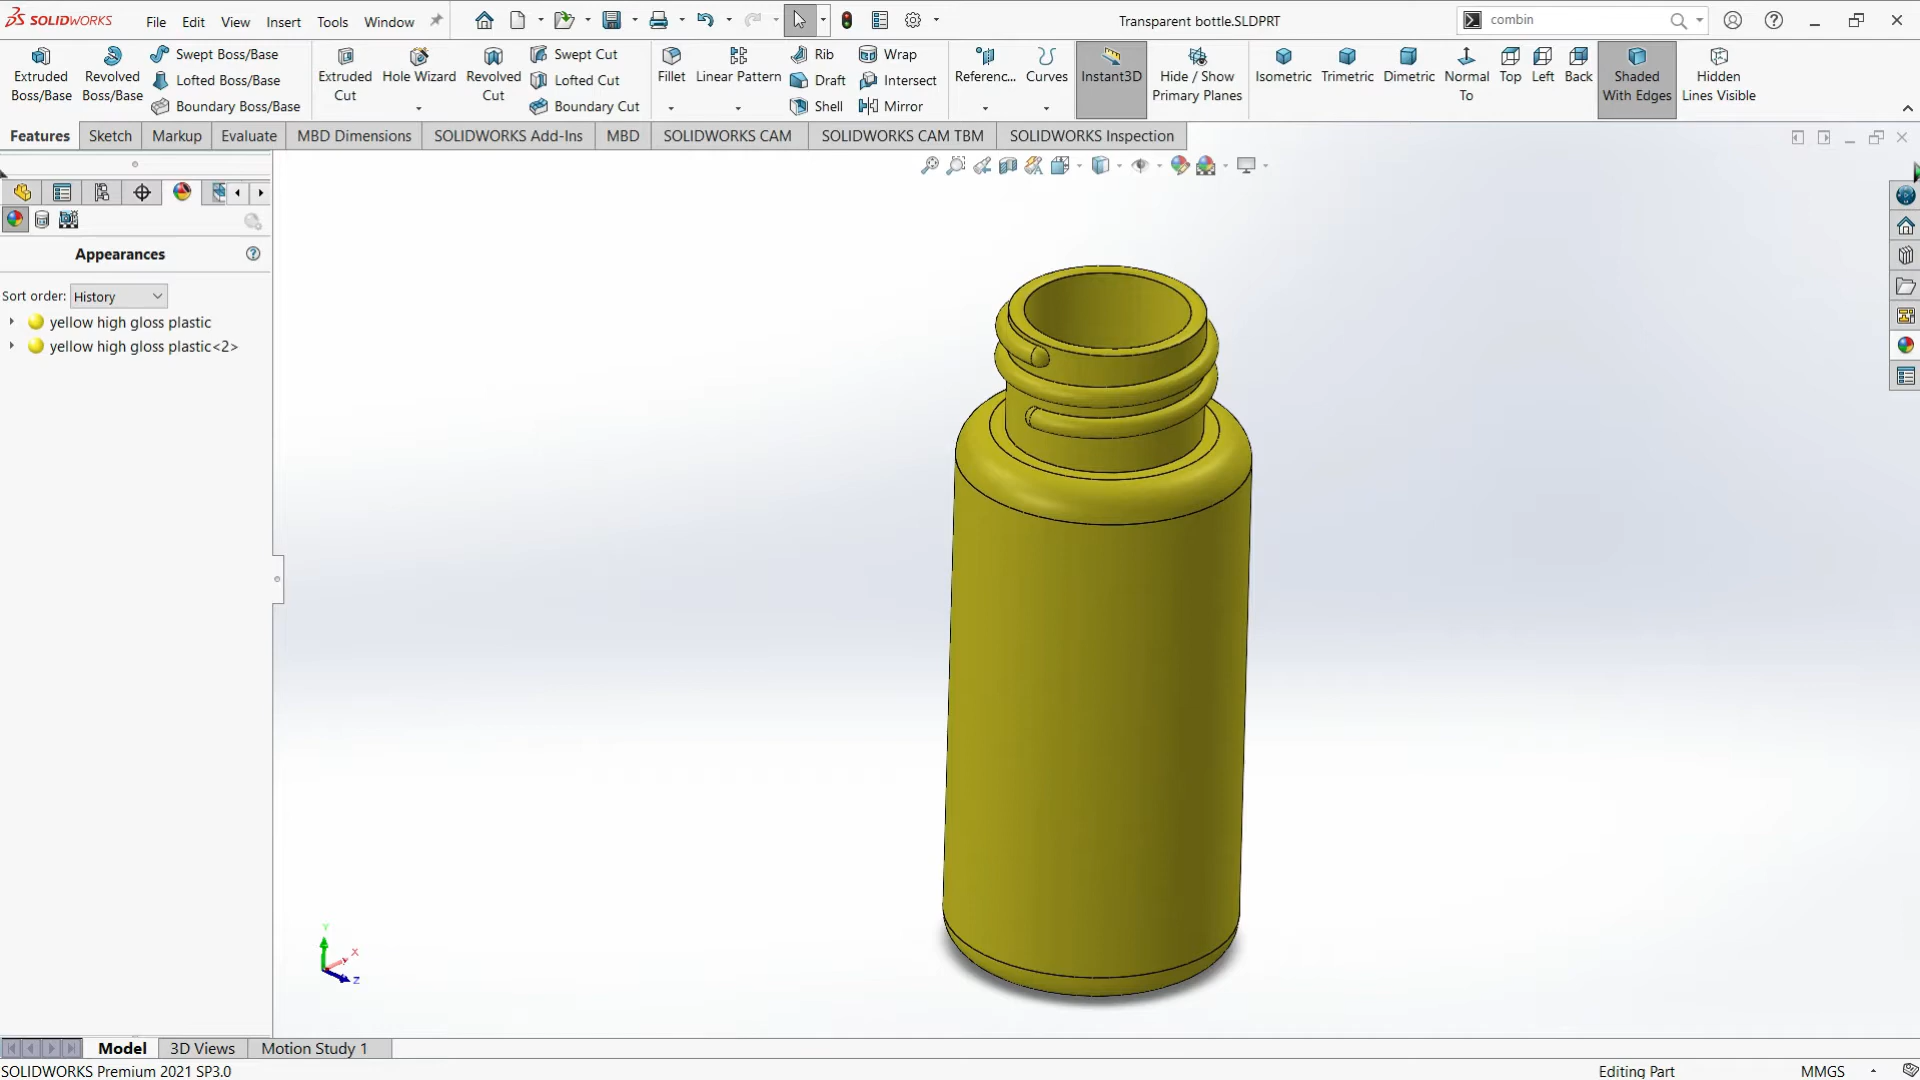 SOLIDWORKS File Edit View Insert Tools Window Transparent bottle.SLDPRT combin
Extruded Boss/Base
Revolved Boss/Base
Swept Boss/Base
Lofted Boss/Base
Boundary Boss/Base
Extruded Cut
Hole Wizard
Revolved Cut
Swept Cut
Lofted Cut
Boundary Cut
Fillet
Linear Pattern
Rib
Draft
Shell
Wrap
Intersect
Mirror
Referenc...
Curves
Instant3D
Hide / Show Primary Planes
Isometric
Trimetric
Dimetric
Normal To
Top
Left
Back
Shaded With Edges
Hidden Lines Visible
Features Sketch Markup Evaluate MBD Dimensions SOLIDWORKS Add-Ins MBD SOLIDWORKS CAM SOLIDWORKS CAM TBM SOLIDWORKS Inspection
Appearances
Sort order: History
yellow high gloss plastic
yellow high gloss plastic<2>
Y
X
Z
Model 3D Views Motion Study 1
SOLIDWORKS Premium 2021 SP3.0 Editing Part MMGS